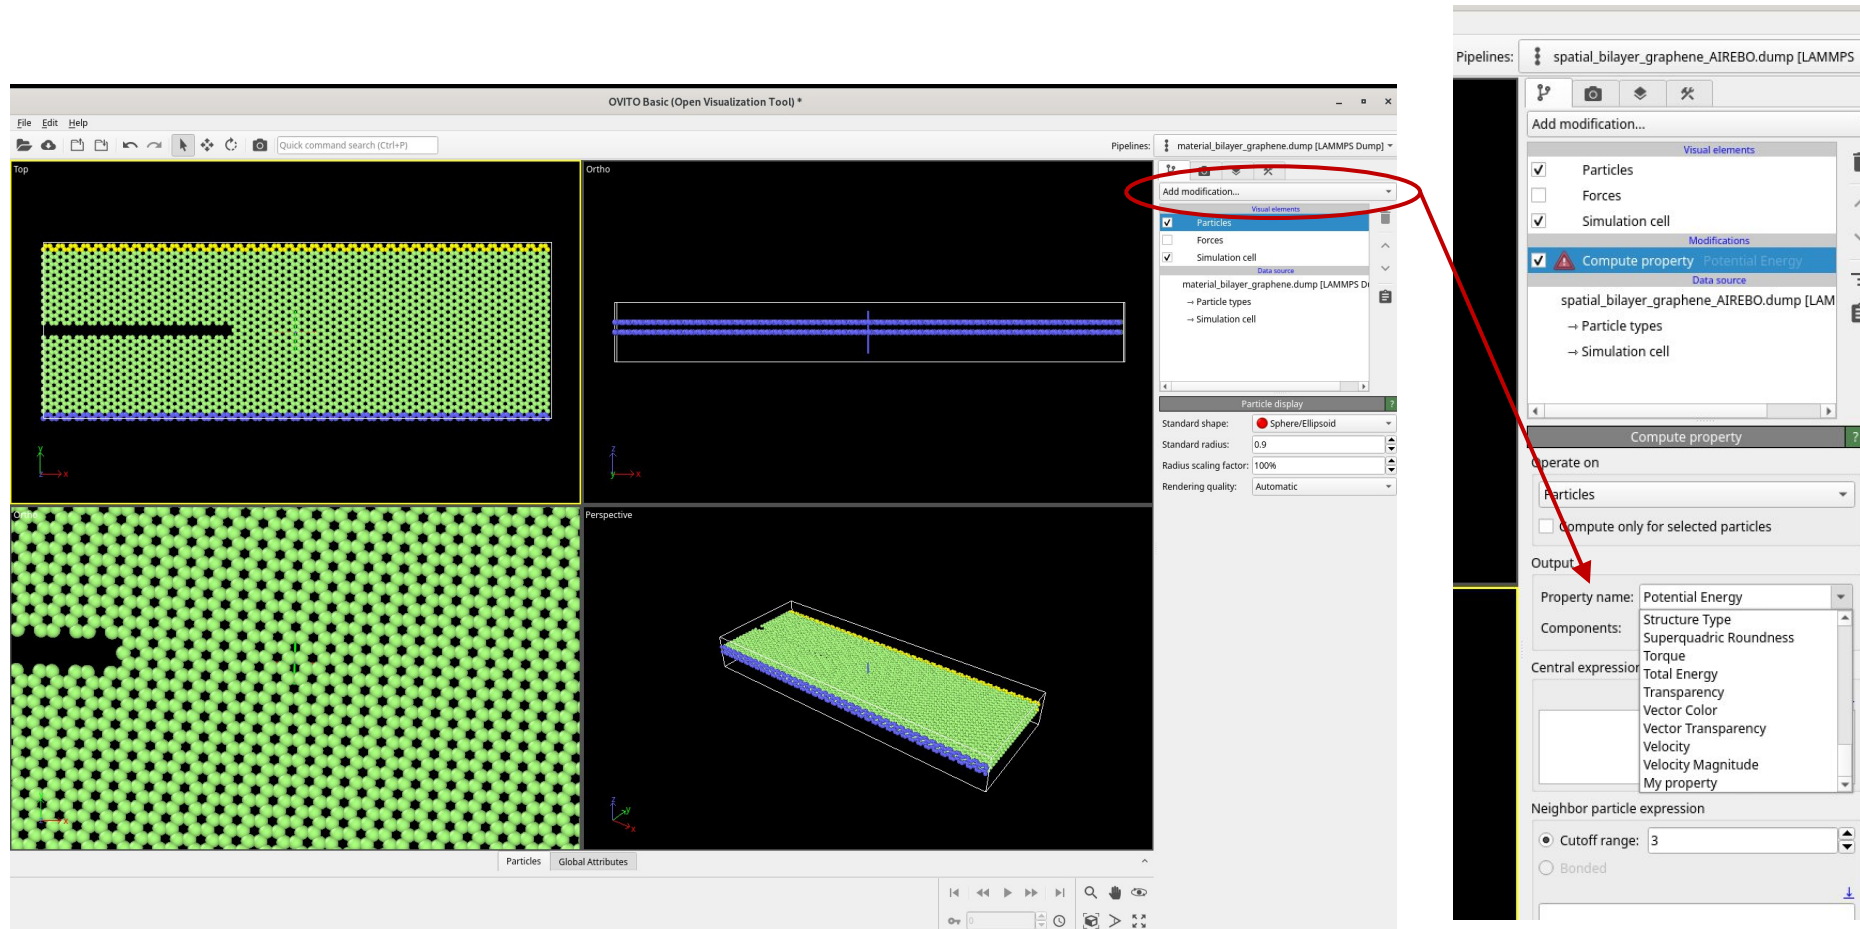 OVITO Basic (Open Visualization Tool) *
File Edit Help
Quick command search (Ctrl+P)
Pipelines: material_bilayer_graphene.dump [LAMMPS Dump]
Top
Ortho
Add modification...
Visual elements
Particles
Forces
Simulation cell
Data source
material_bilayer_graphene.dump [LAMMPS D
→ Particle types
→ Simulation cell
Particle display ?
Standard shape: Sphere/Ellipsoid
Standard radius: 0.9
Radius scaling factor: 100%
Rendering quality: Automatic
y
z x
z
y x
Ortho
Perspective
z
y
x
x
Particles Global Attributes
0
Pipelines: spatial_bilayer_graphene_AIREBO.dump [LAMMPS
Add modification...
Visual elements
Particles
Forces
Simulation cell
Modifications
Compute property Potential Energy
Data source
spatial_bilayer_graphene_AIREBO.dump [LAM
→ Particle types
→ Simulation cell
Compute property ?
Operate on
Particles
Compute only for selected particles
Output
Property name: Potential Energy
Components:
Structure Type
Superquadric Roundness
Torque
Central expression
Total Energy
Transparency
Vector Color
Vector Transparency
Velocity
Velocity Magnitude
My property
Neighbor particle expression
Cutoff range: 3
Bonded